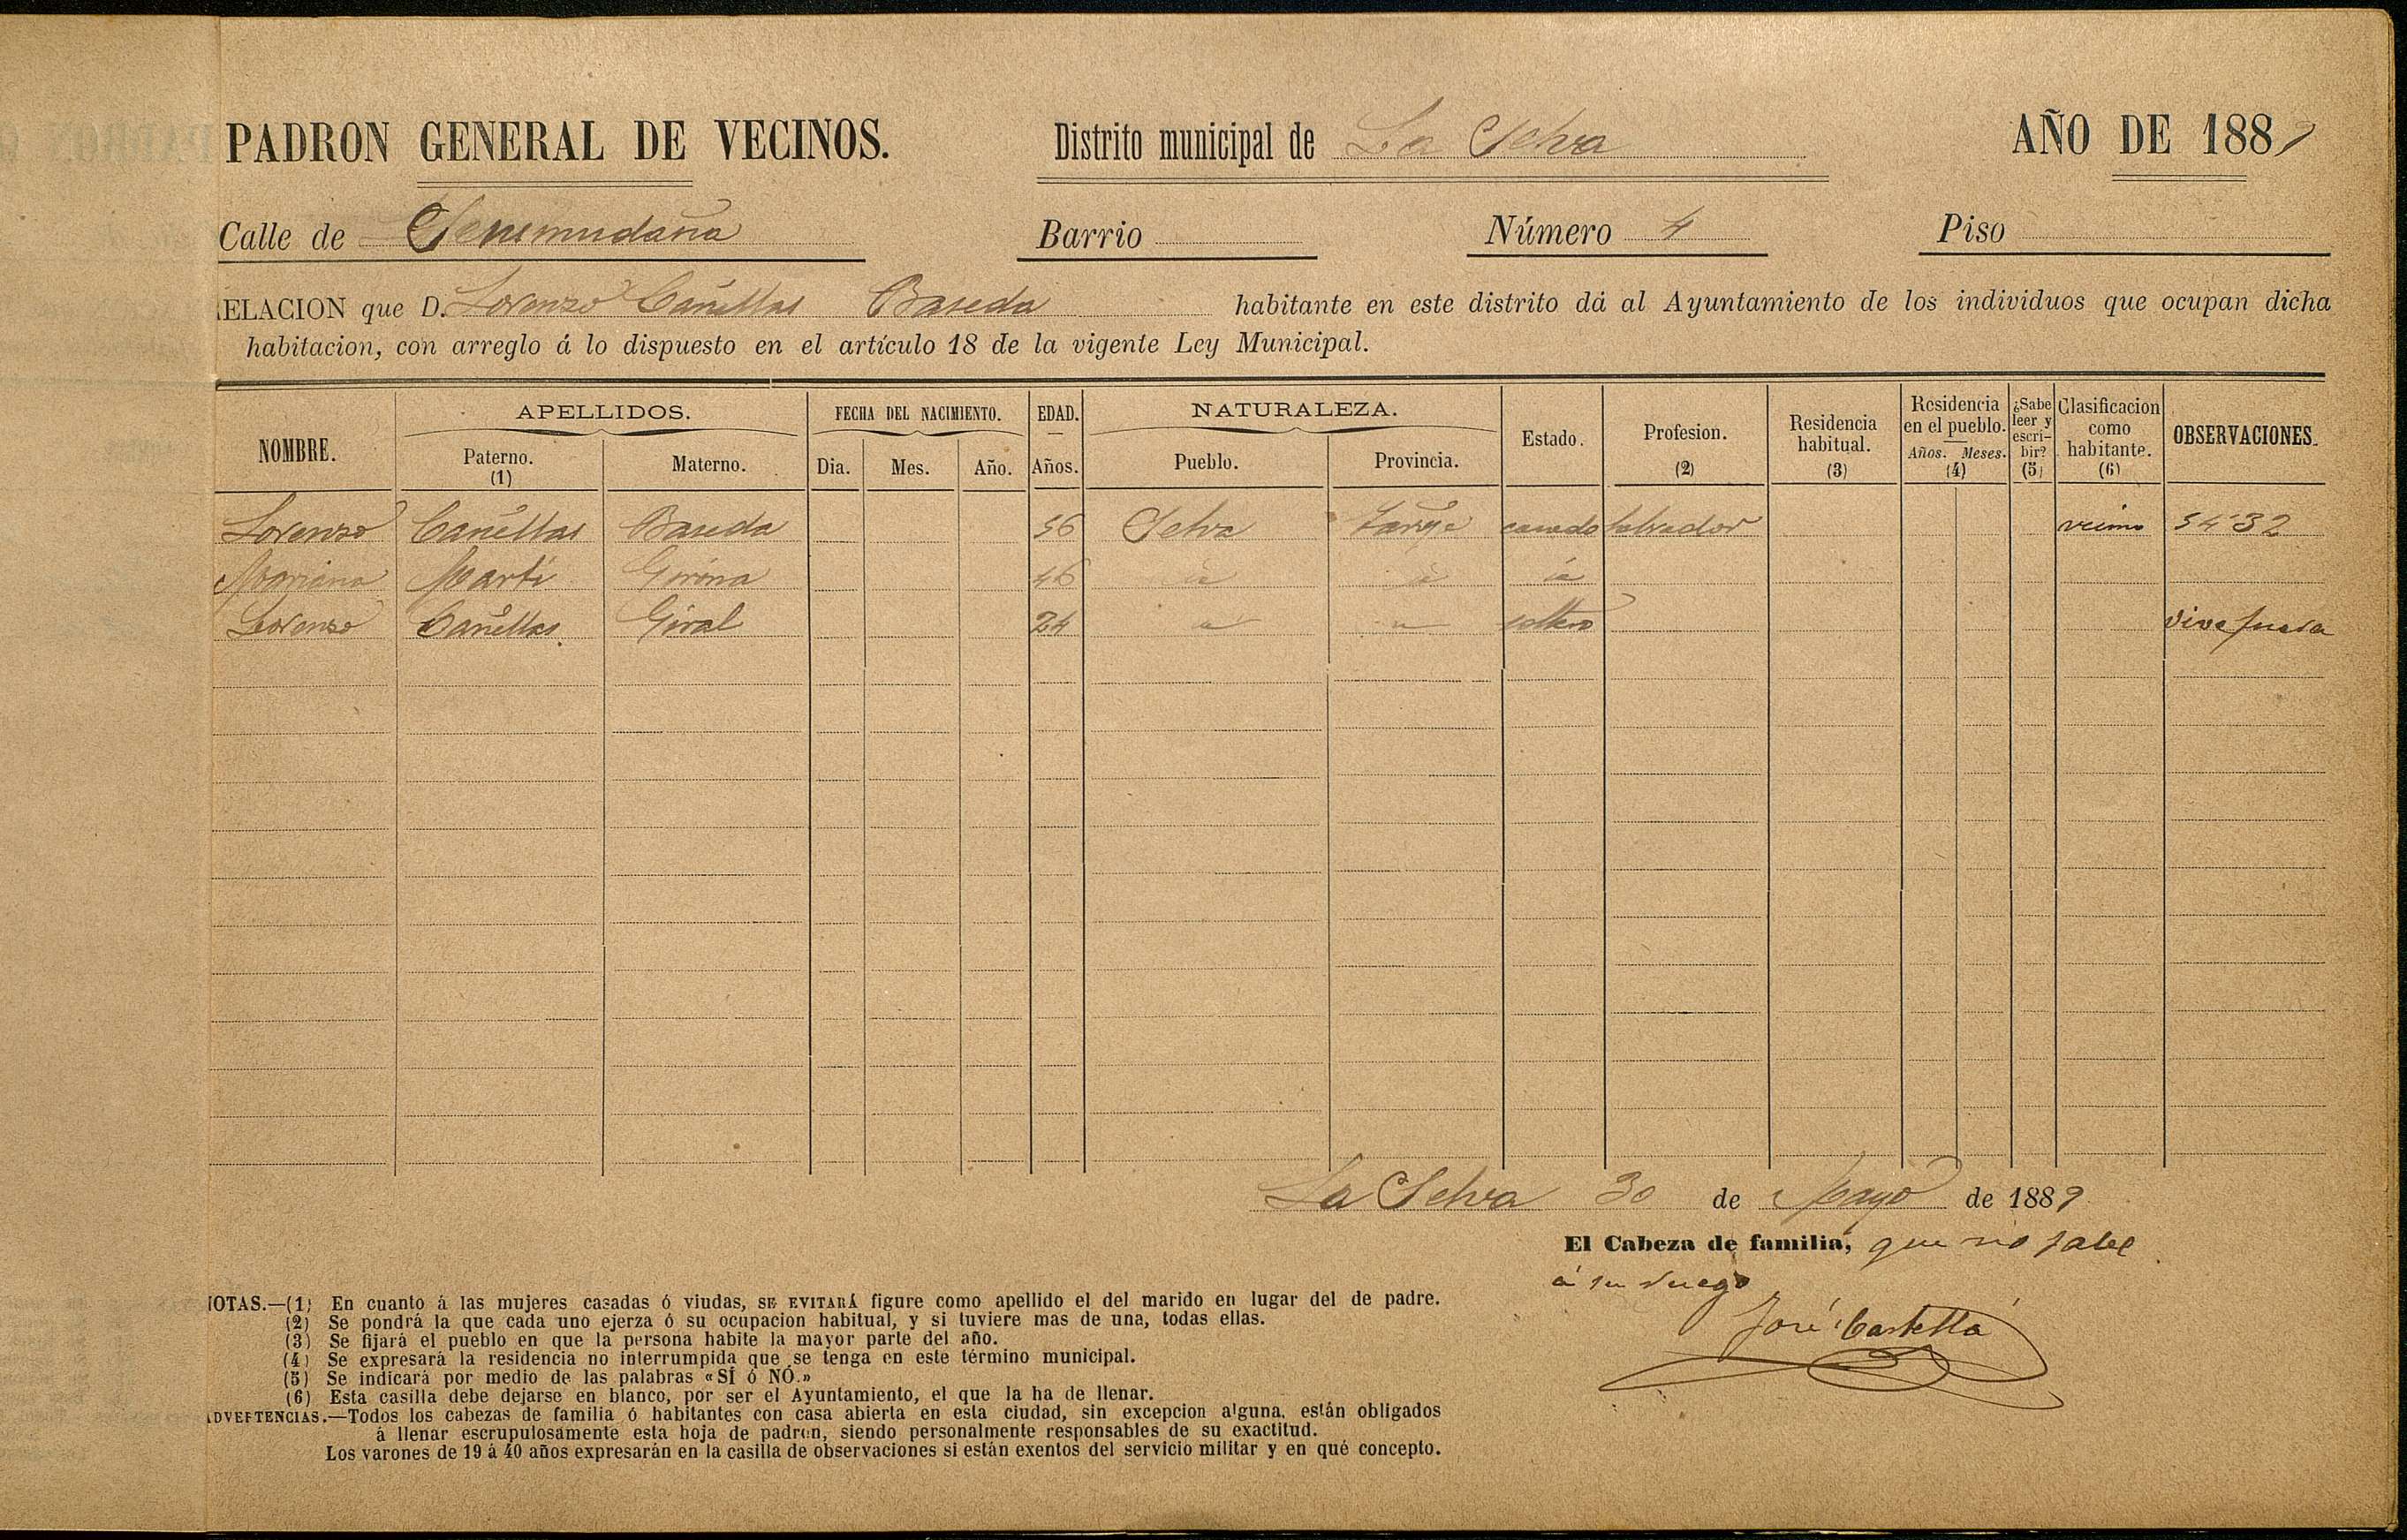 PADRON GENERAL DE VECINOS. Distrito municipal de La Selva AÑO DE 1889
Calle de Barrio Número 4 Piso
ELACION que D. Lorenzo Cañellas habitante en este distrito dá al Ayuntamiento de los individuos que ocupan dicha
habitacion, con arreglo á lo dispuesto en el artículo 18 de la vigente Ley Municipal.
NOMBRE. APELLIDOS. FECHA DEL NACIMIENTO. EDAD. NATURALEZA. Estado. Profesion. (2) Residencia habitual. (3) Residencia en el pueblo. Años. Meses. (4) ¿Sabe leer y escribir? (5) Clasificacion como habitante. (6) OBSERVACIONES.
Paterno. (1) Materno. Dia. Mes. Año. Años. Pueblo. Provincia.
Lorenzo Cañellas 56 Selva casado labrador vecino 54'32
Mariana Martí Girona 46 id id id
Lorenzo Cañellas Giral 24 soltero vive fuera
La Selva 30 de Mayo de 1889
El Cabeza de familia, que no sabe
á su ruego
José Castellá
NOTAS.—(1) En cuanto á las mujeres casadas ó viudas, SE EVITARÁ figure como apellido el del marido en lugar del de padre.
(2) Se pondrá la que cada uno ejerza ó su ocupacion habitual, y si tuviere mas de una, todas ellas.
(3) Se fijará el pueblo en que la persona habite la mayor parte del año.
(4) Se expresará la residencia no interrumpida que se tenga en este término municipal.
(5) Se indicará por medio de las palabras «SÍ ó NÓ.»
(6) Esta casilla debe dejarse en blanco, por ser el Ayuntamiento, el que la ha de llenar.
ADVERTENCIAS.—Todos los cabezas de familia ó habitantes con casa abierta en esta ciudad, sin excepcion alguna, están obligados
á llenar escrupulosamente esta hoja de padron, siendo personalmente responsables de su exactitud.
Los varones de 19 á 40 años expresarán en la casilla de observaciones si están exentos del servicio militar y en qué concepto.